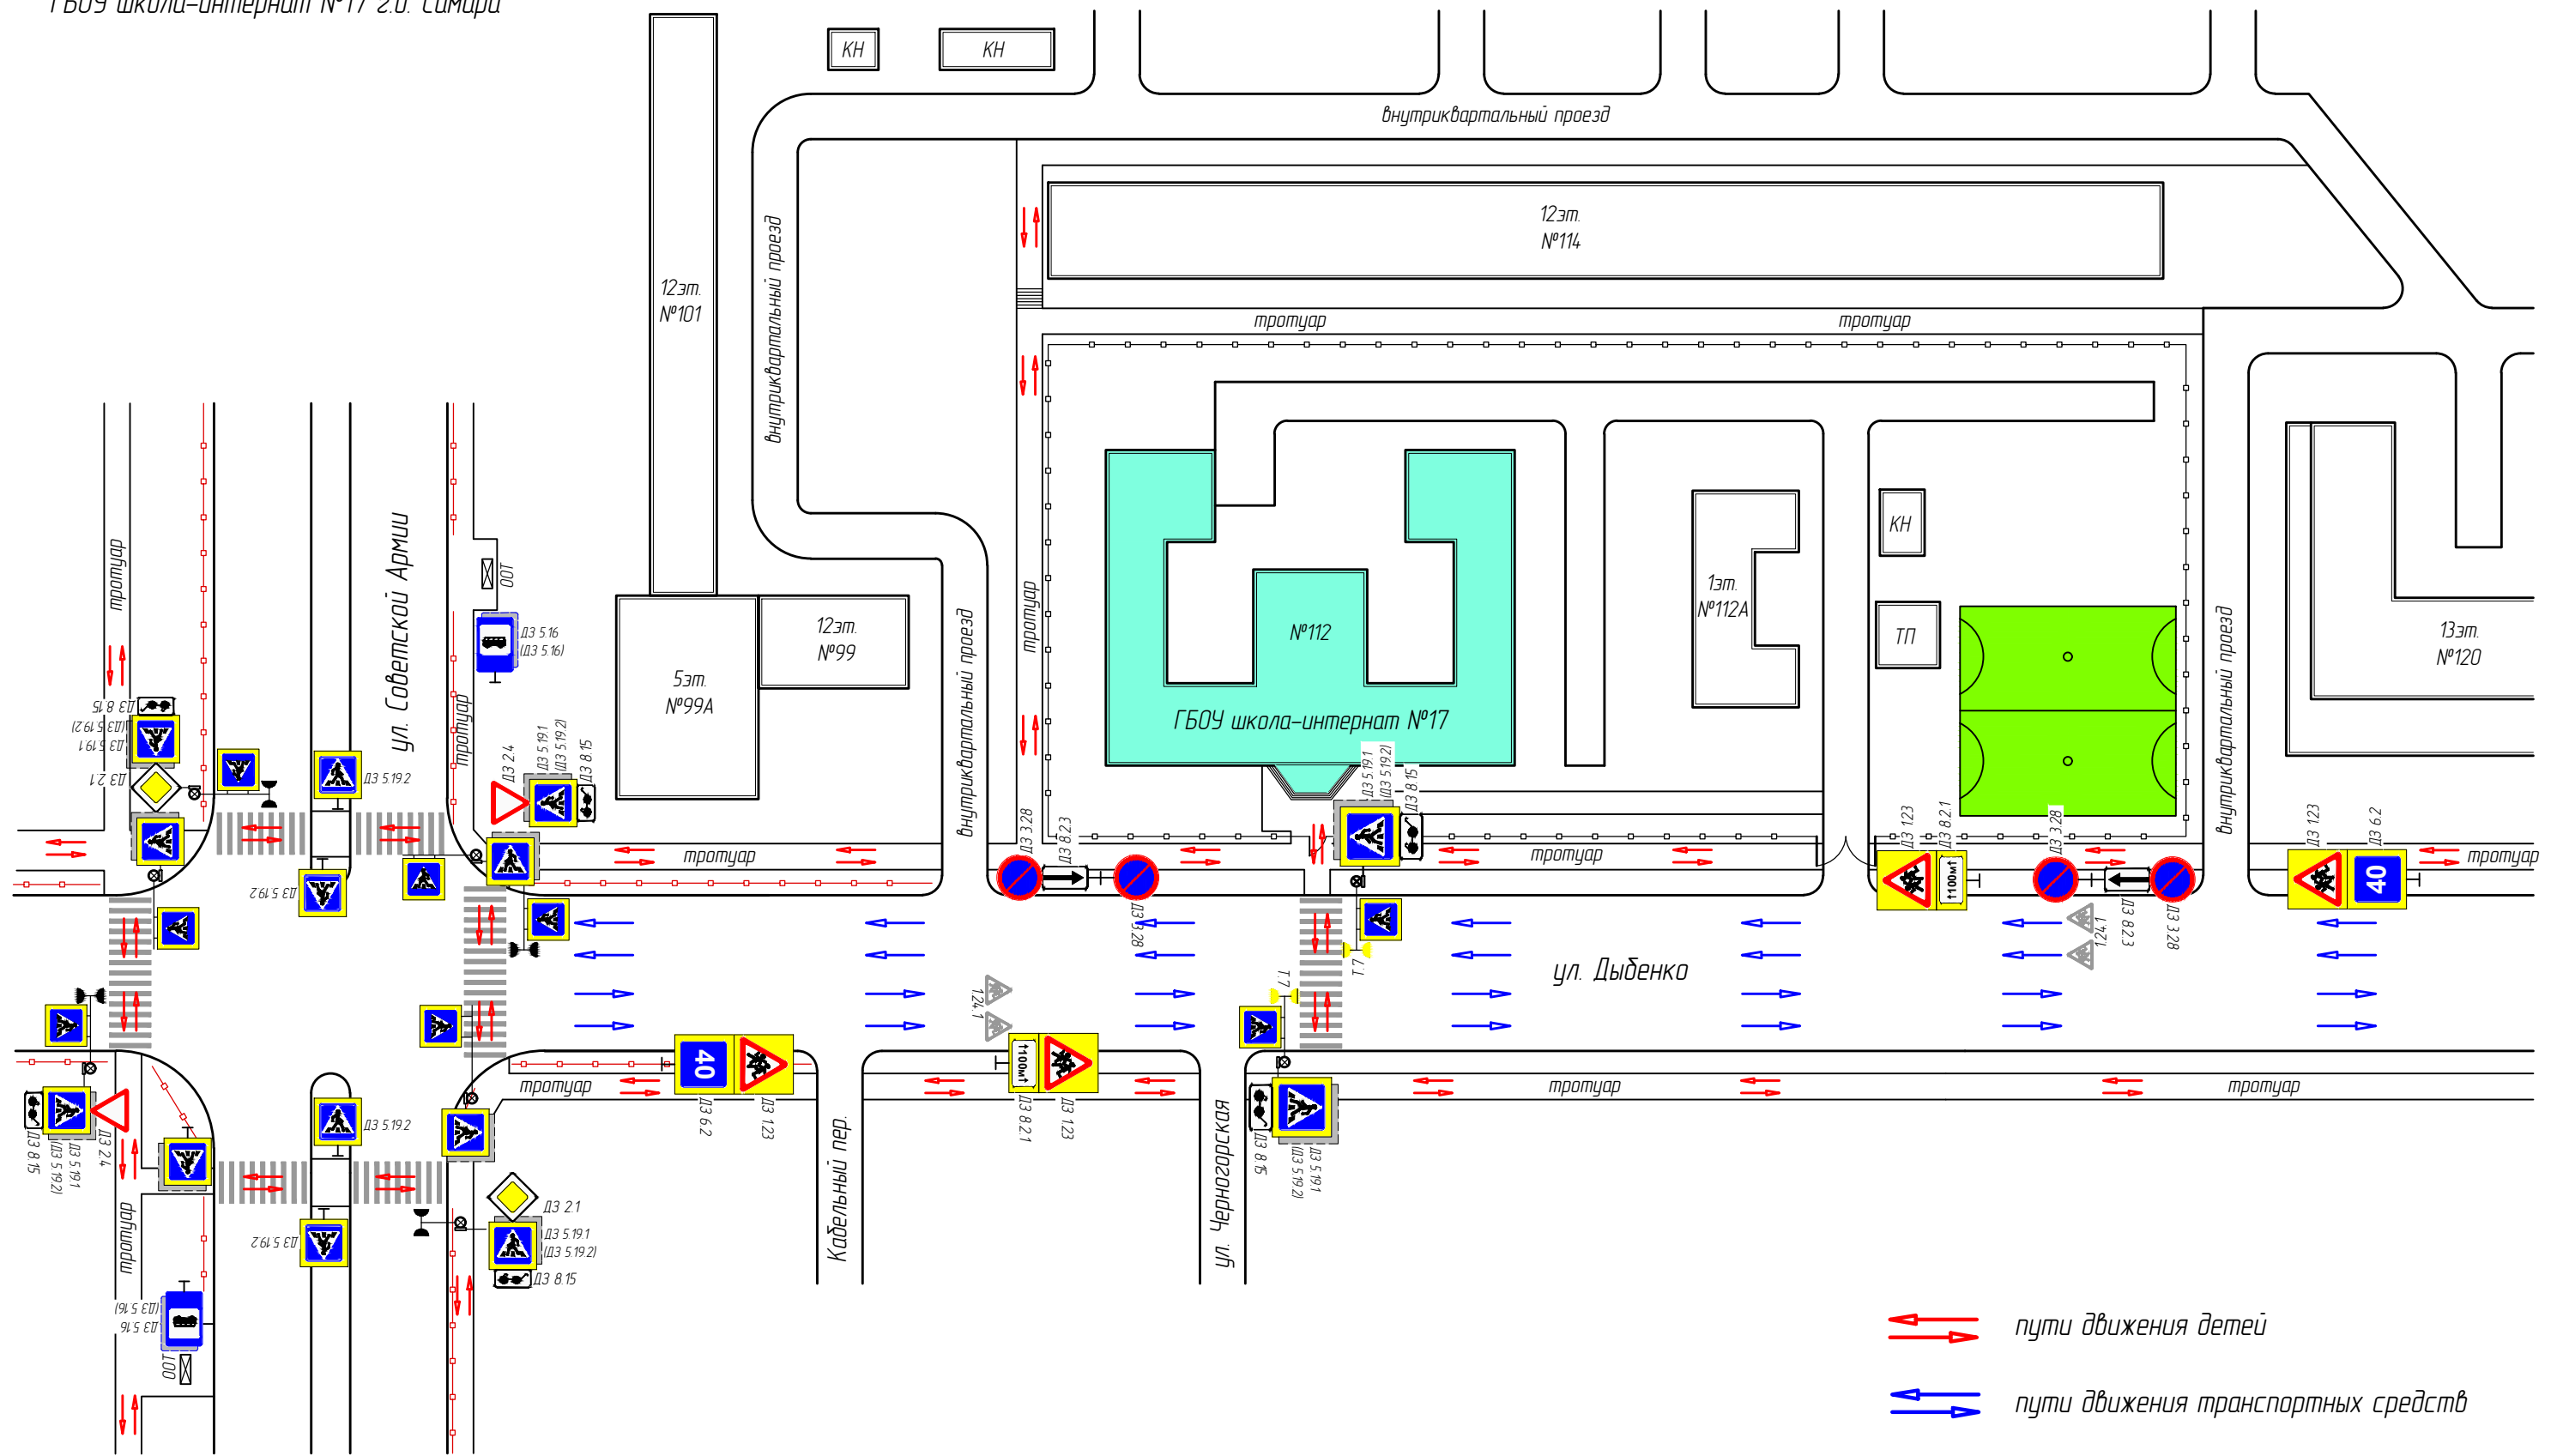 ГБОУ школа-интернат №17 г.о. Самара
КН
КН
внутриквартальный проезд
12эт.
№114
12эт.
№101
внутриквартальный проезд
тротуар
тротуар
тротуар
ул. Советской Армии
ООТ
ДЗ 5.16
(ДЗ 5.16)
тротуар
12эт.
№99
5эт.
№99А
внутриквартальный проезд
тротуар
№112
ГБОУ школа-интернат №17
1эт.
№112А
КН
ТП
внутриквартальный проезд
13эт.
№120
ДЗ 8.15
(ДЗ 5.19.2)
ДЗ 5.19.1
ДЗ 2.1
ДЗ 5.19.2
ДЗ 5.19.2
ДЗ 2.4
ДЗ 5.19.1
(ДЗ 5.19.2)
ДЗ 8.15
тротуар
ДЗ 3.28
ДЗ 8.2.3
ДЗ 3.28
ДЗ 5.19.1
(ДЗ 5.19.2)
ДЗ 8.15
тротуар
ДЗ 1.23
ДЗ 8.2.1
↑100м↑
ДЗ 3.28
ДЗ 8.2.3
ДЗ 3.28
1.24.1
ДЗ 1.23
ДЗ 6.2
40
тротуар
Т.7
Т.7
ул. Дыбенко
1.24.1
40
ДЗ 6.2
ДЗ 1.23
↑100м↑
ДЗ 8.2.1
ДЗ 1.23
тротуар
тротуар
тротуар
ДЗ 8.15
(ДЗ 5.19.2)
ДЗ 5.19.1
ДЗ 2.4
ДЗ 5.19.2
ДЗ 5.19.2
ДЗ 2.1
ДЗ 5.19.1
(ДЗ 5.19.2)
ДЗ 8.15
тротуар
(ДЗ 5.16)
ДЗ 5.16
ООТ
Кабельный пер.
ул. Черногорская
ДЗ 8.15
(ДЗ 5.19.2)
ДЗ 5.19.1
пути движения детей
пути движения транспортных средств